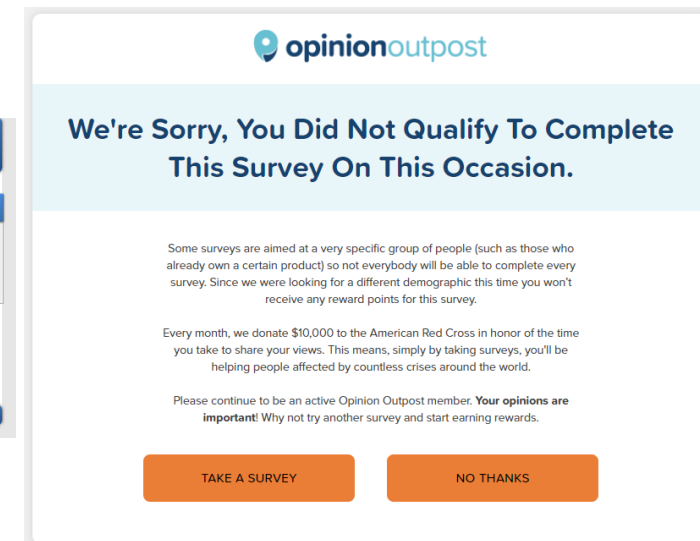 opinionoutpost
We're Sorry, You Did Not Qualify To Complete
This Survey On This Occasion.
Some surveys are aimed at a very specific group of people (such as those who
already own a certain product) so not everybody will be able to complete every
survey. Since we were looking for a different demographic this time you won't
receive any reward points for this survey.
Every month, we donate $10,000 to the American Red Cross in honor of the time
you take to share your views. This means, simply by taking surveys, you'll be
helping people affected by countless crises around the world.
Please continue to be an active Opinion Outpost member. Your opinions are
important! Why not try another survey and start earning rewards.
TAKE A SURVEY
NO THANKS